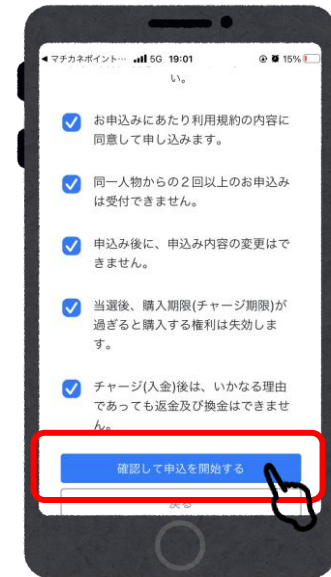 ◀マチカネポイント… 5G 19:01 15%
い。
お申込みにあたり利用規約の内容に
同意して申し込みます。
同一人物からの２回以上のお申込み
は受付できません。
申込み後に、申込み内容の変更はで
きません。
当選後、購入期限(チャージ期限)が
過ぎると購入する権利は失効しま
す。
チャージ(入金)後は、いかなる理由
であっても返金及び換金はできませ
ん。
確認して申込を開始する
戻る